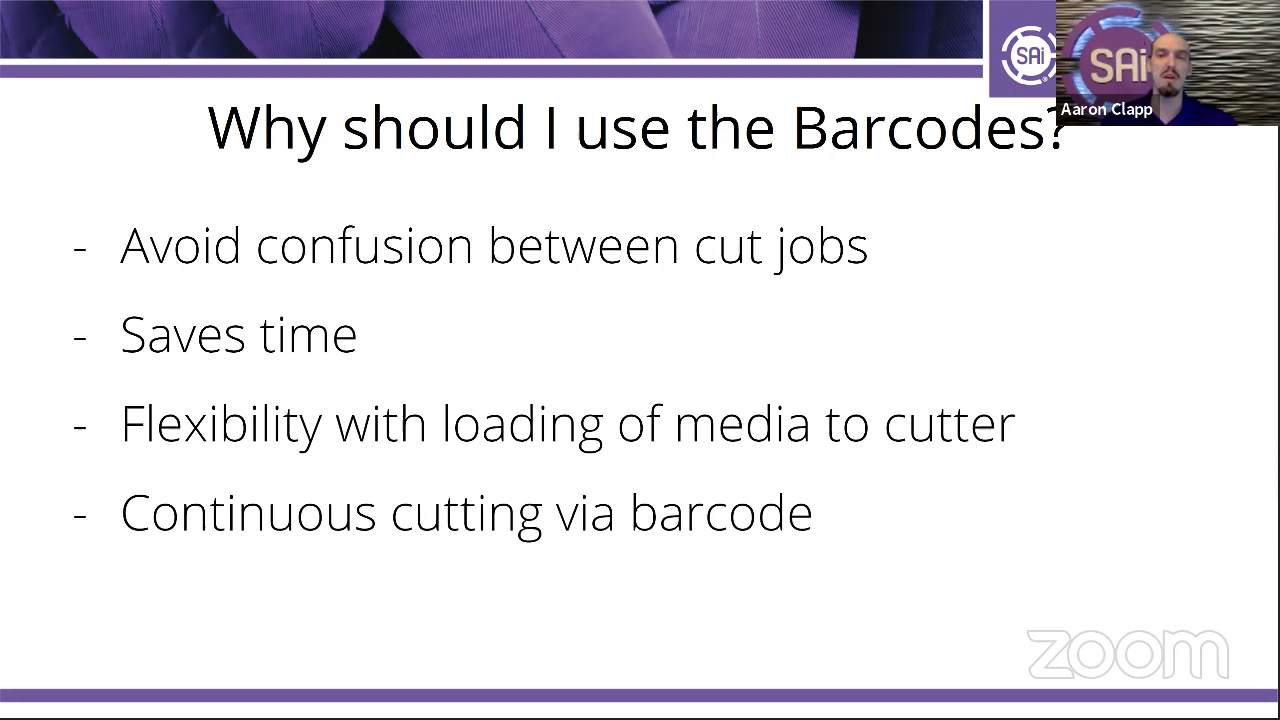 SAi
SAi
Aaron Clapp
Why should I use the Barcodes?
- Avoid confusion between cut jobs
- Saves time
- Flexibility with loading of media to cutter
- Continuous cutting via barcode
zoom